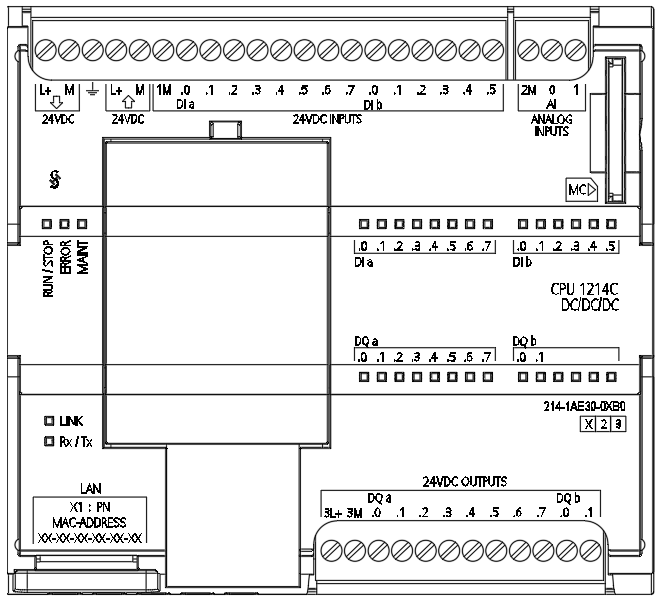 L+ M L+ M 1M .0 .1 .2 .3 .4 .5 .6 .7 .0 .1 .2 .3 .4 .5 2M 0 1
DI a DI b AI
24VDC 24VDC 24VDC INPUTS ANALOG
INPUTS
MC
RUN / STOP
ERROR
MAINT
.0 .1 .2 .3 .4 .5 .6 .7 .0 .1 .2 .3 .4 .5
DI a DI b
CPU 1214C
DC/DC/DC
DQ a DQ b
.0 .1 .2 .3 .4 .5 .6 .7 .0 .1
214-1AE30-0XB0
X 2 3
LINK
Rx / Tx
24VDC OUTPUTS
LAN
DQ a DQ b
X1 : PN
3L+ 3M .0 .1 .2 .3 .4 .5 .6 .7 .0 .1
MAC-ADDRESS
XX-XX-XX-XX-XX-XX